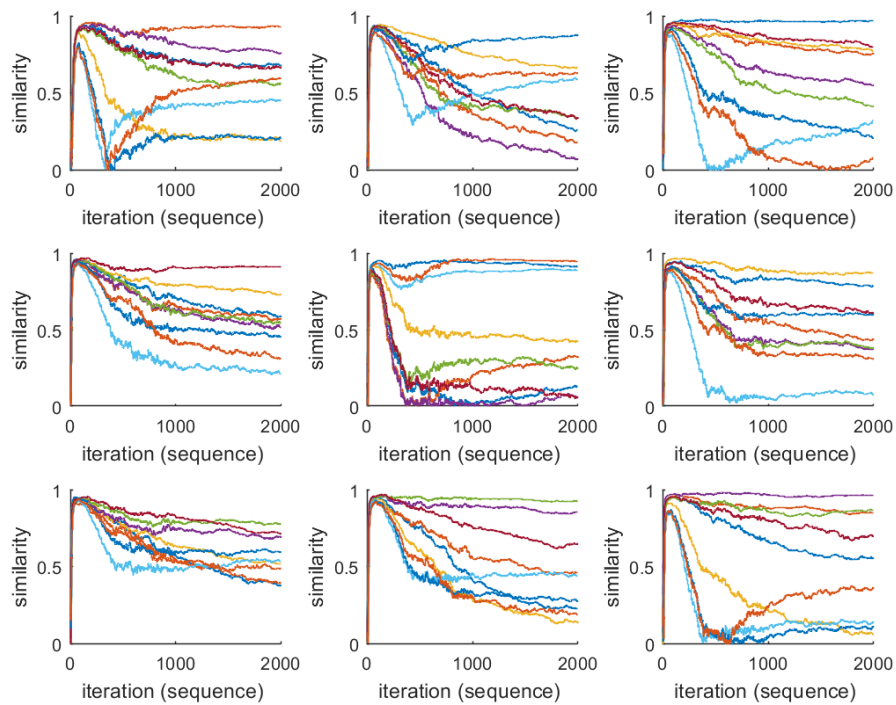 1 1 1
similarity 0.5 similarity 0.5 similarity 0.5
0 0 0
0 1000 2000 0 1000 2000 0 1000 2000
iteration (sequence) iteration (sequence) iteration (sequence)
1 1 1
similarity 0.5 similarity 0.5 similarity 0.5
0 0 0
0 1000 2000 0 1000 2000 0 1000 2000
iteration (sequence) iteration (sequence) iteration (sequence)
1 1 1
similarity 0.5 similarity 0.5 similarity 0.5
0 0 0
0 1000 2000 0 1000 2000 0 1000 2000
iteration (sequence) iteration (sequence) iteration (sequence)